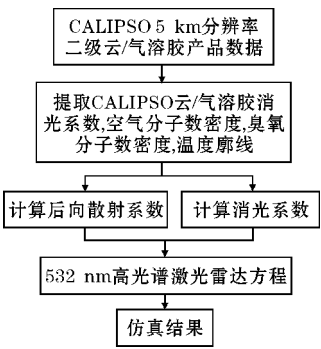 CALIPSO 5 km分辨率
二级云/气溶胶产品数据
提取CALIPSO云/气溶胶消
光系数,空气分子数密度,臭氧
分子数密度,温度廓线
计算后向散射系数
计算消光系数
532 nm高光谱激光雷达方程
仿真结果